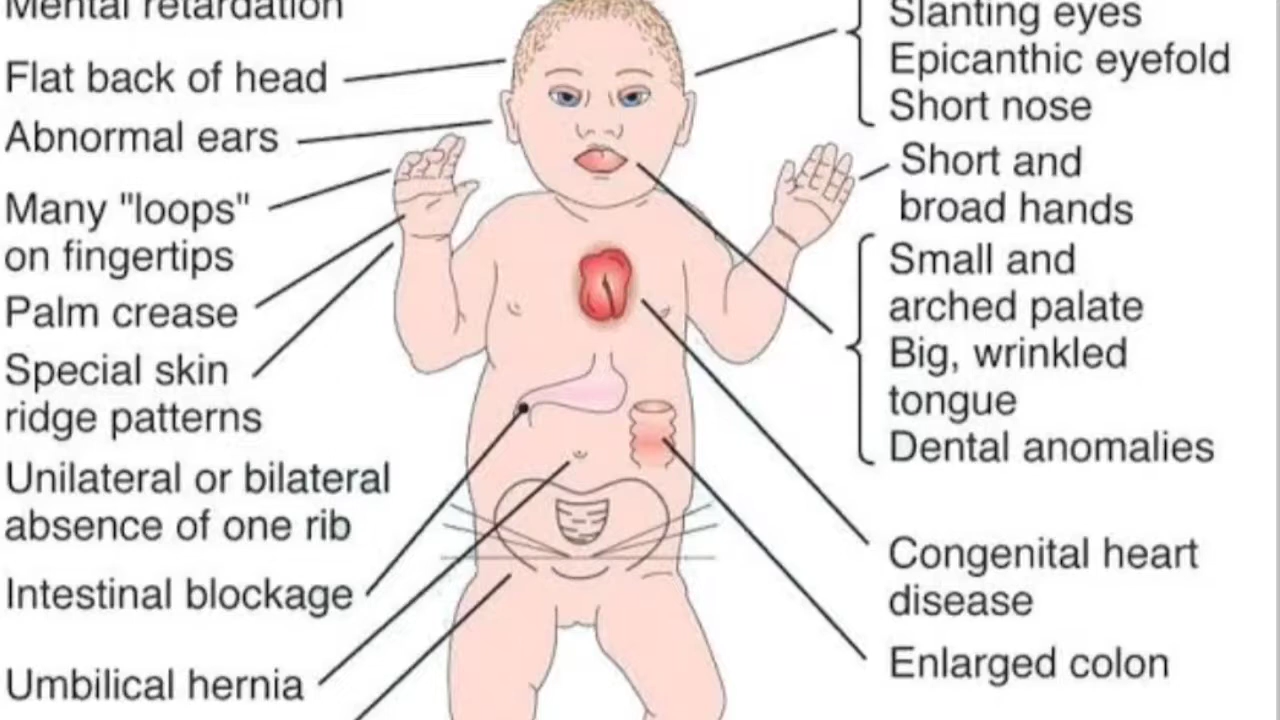 Mental retardation
Flat back of head
Abnormal ears
Many "loops"
on fingertips
Palm crease
Special skin
ridge patterns
Unilateral or bilateral
absence of one rib
Intestinal blockage
Umbilical hernia
Slanting eyes
Epicanthic eyefold
Short nose
Short and
broad hands
Small and
arched palate
Big, wrinkled
tongue
Dental anomalies
Congenital heart
disease
Enlarged colon